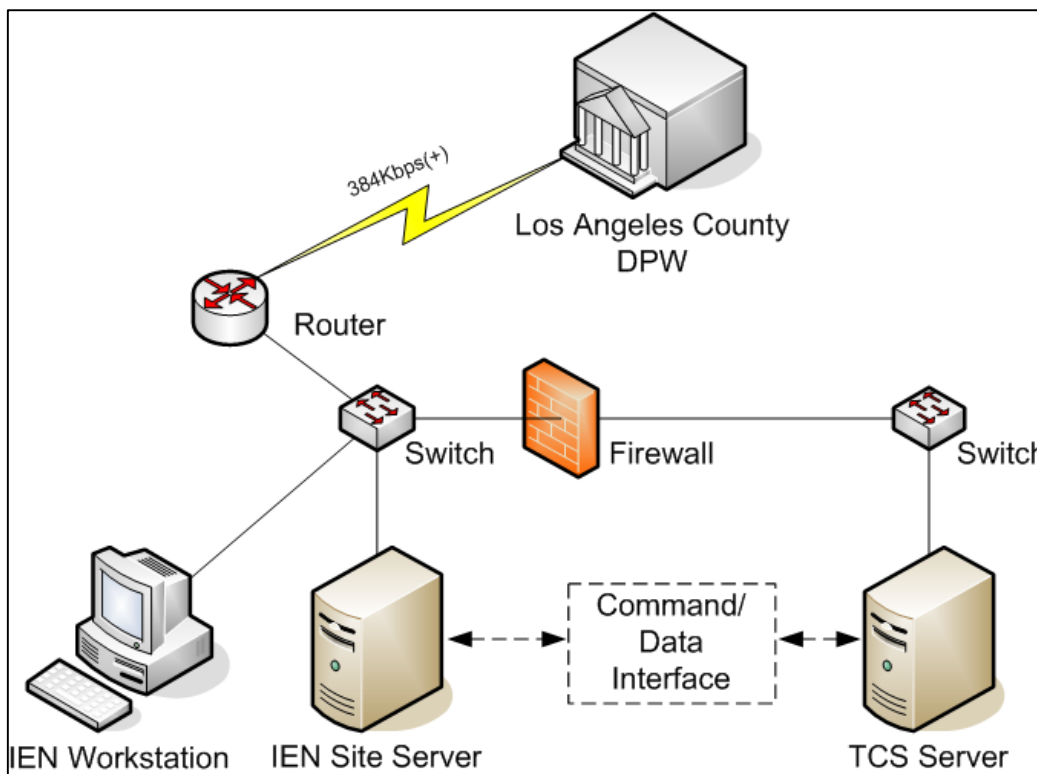 384Kbps(+)
Los Angeles County
DPW
Router
Switch
Firewall
Switch
Command/
Data
Interface
IEN Workstation
IEN Site Server
TCS Server